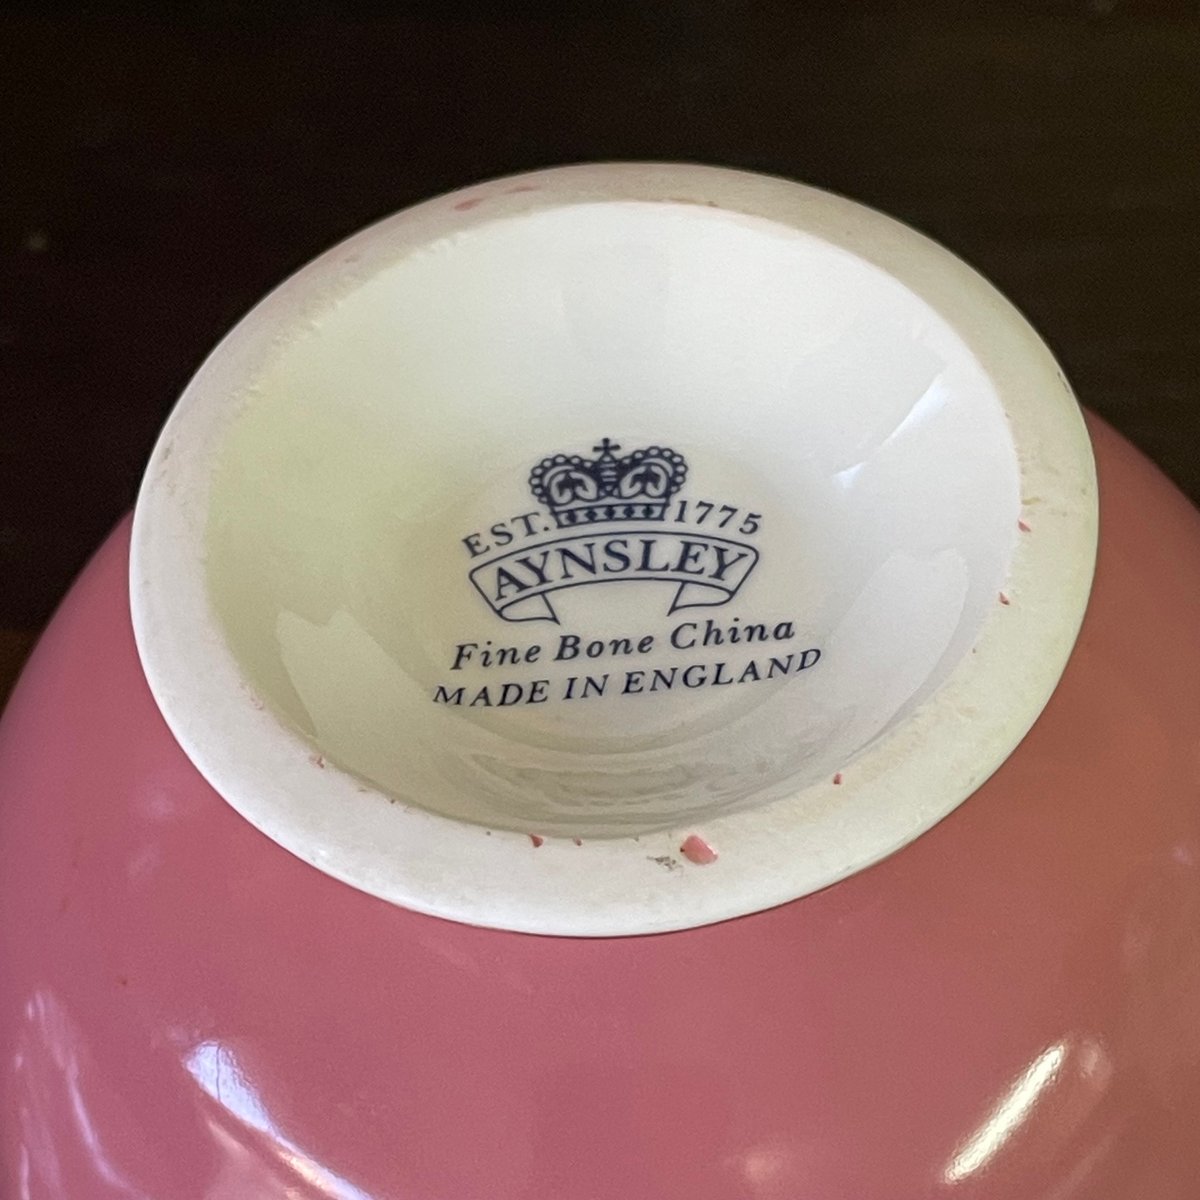 EST. 1775
AYNSLEY
Fine Bone China
MADE IN ENGLAND